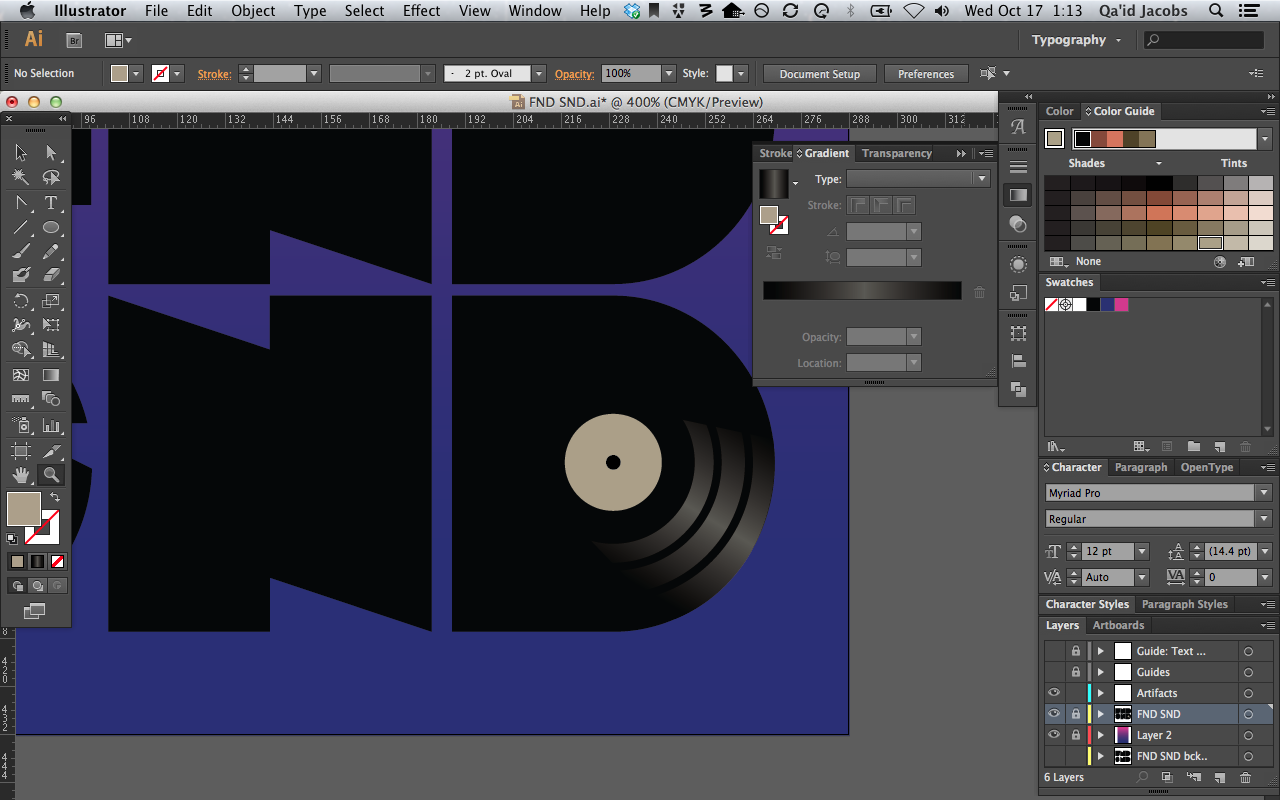 Illustrator File Edit Object Type Select Effect View Window Help Wed Oct 17 1:13 Qa'id Jacobs
Ai Br Typography
No Selection Stroke: 2 pt. Oval Opacity: 100% Style: Document Setup Preferences
FND SND.ai* @ 400% (CMYK/Preview)
96 108 120 132 144 156 168 180 192 204 216 228 240 252 264 276 288 300 312
Color Color Guide
Shades Tints
None
Swatches
Stroke Gradient Transparency
Type:
Stroke:
Opacity:
Location:
Character Paragraph OpenType
Myriad Pro
Regular
12 pt (14.4 pt)
Auto 0
Character Styles Paragraph Styles
Layers Artboards
Guide: Text ...
Guides
Artifacts
FND SND
Layer 2
FND SND bck..
6 Layers
8
420
432
444